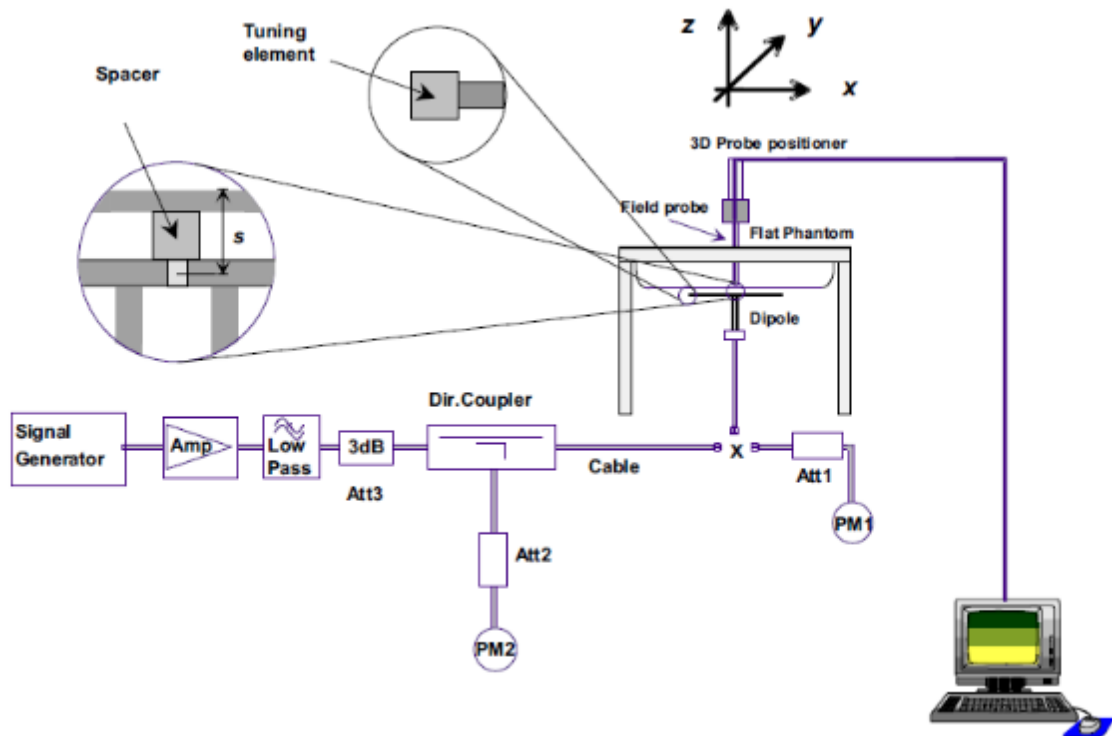 Tuning
element
Spacer
s
z
y
x
3D Probe positioner
Field probe
Flat Phantom
Dipole
Dir.Coupler
Signal
Generator
Amp
Low
Pass
3dB
Att3
Cable
X
Att1
PM1
Att2
PM2